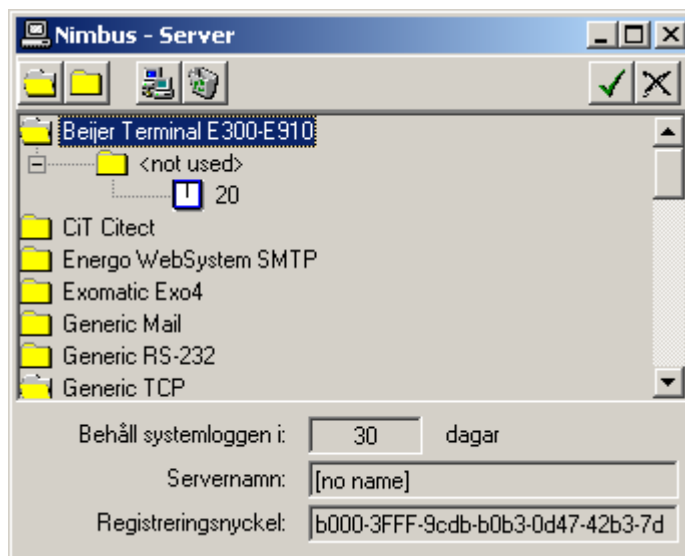 Nimbus - Server
Beijer Terminal E300-E910
<not used>
20
CiT Citect
Energo WebSystem SMTP
Exomatic Exo4
Generic Mail
Generic RS-232
Generic TCP
Behåll systemloggen i: 30 dagar
Servernamn: [no name]
Registreringsnyckel: b000-3FFF-9cdb-b0b3-0d47-42b3-7d